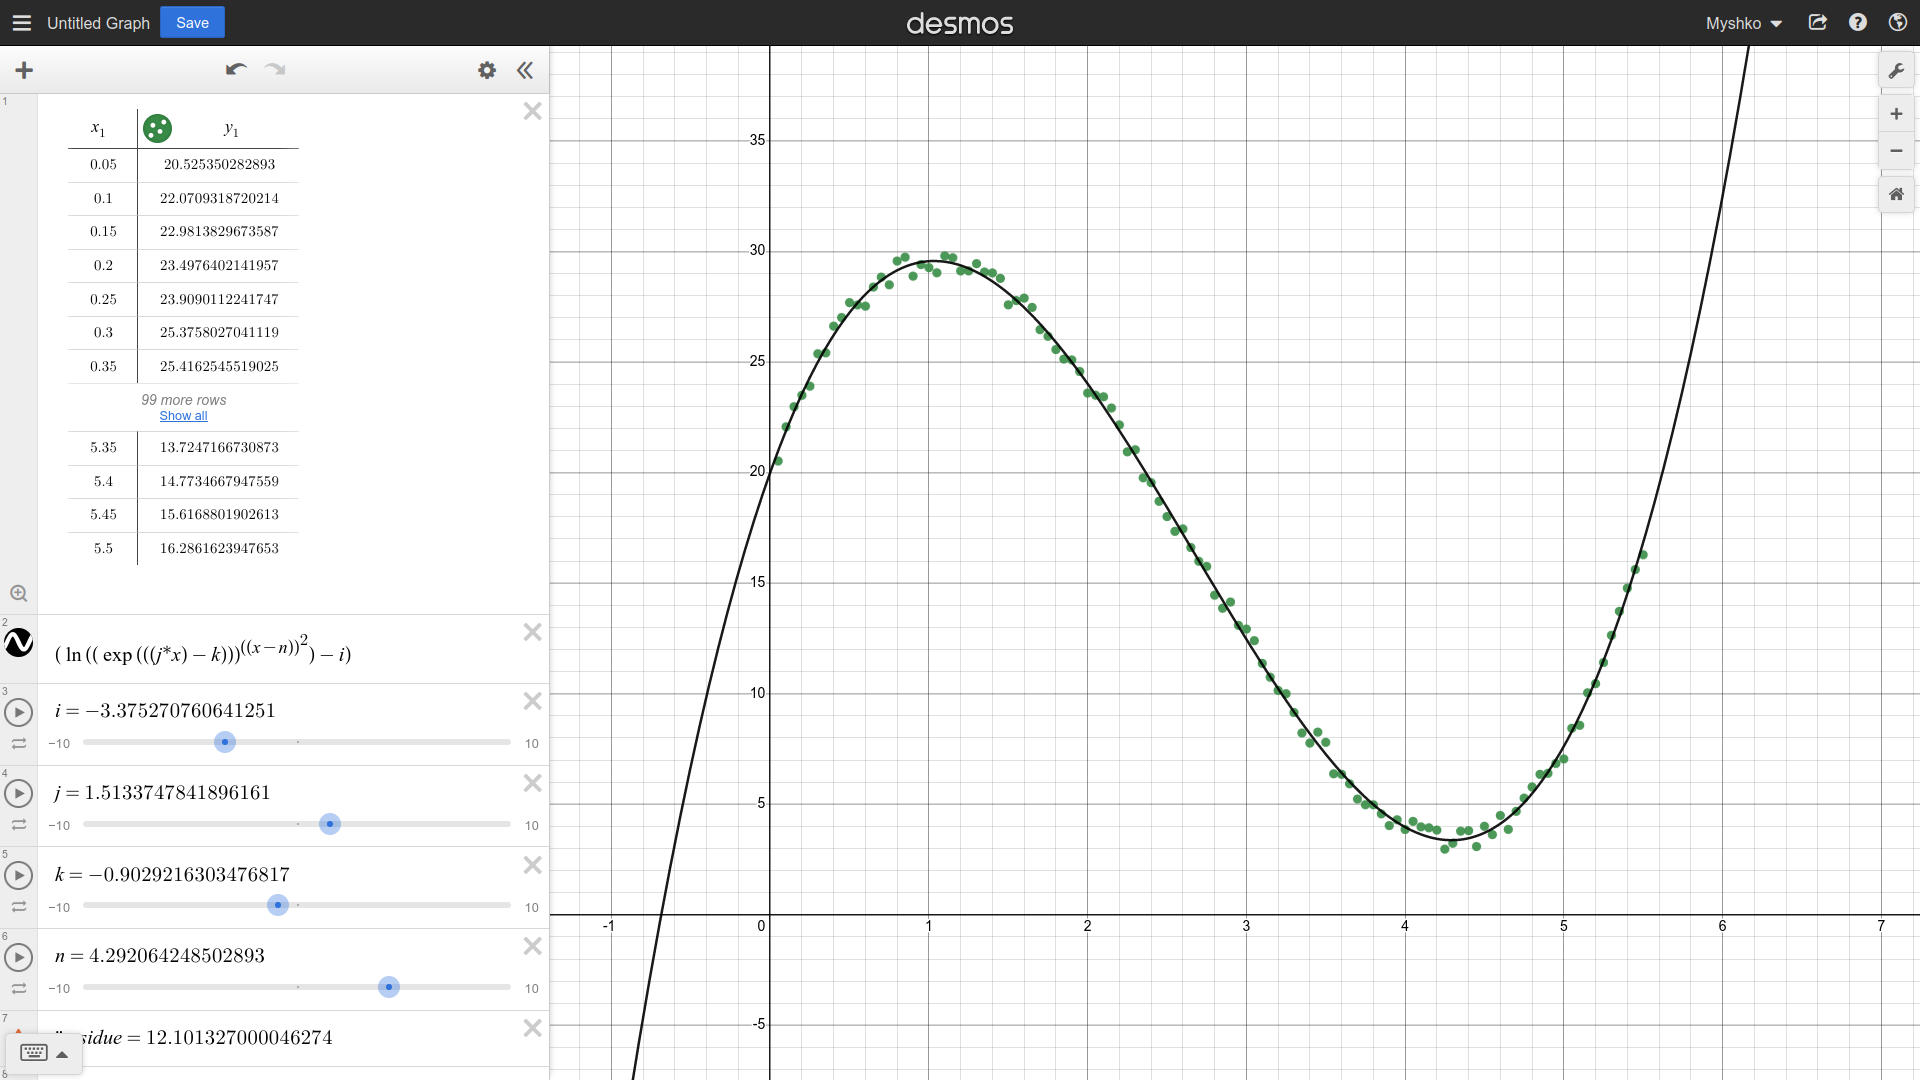 Untitled Graph Save desmos Myshko
1
x₁ y₁
0.05 20.525350282893
0.1 22.0709318720214
0.15 22.9813829673587
0.2 23.4976402141957
0.25 23.9090112241747
0.3 25.3758027041119
0.35 25.4162545519025
99 more rows
Show all
5.35 13.7247166730873
5.4 14.7734667947559
5.45 15.6168801902613
5.5 16.2861623947653
2
(ln((exp(((j*x)−k)))^((x−n))^2)−i)
3
i = −3.375270760641251
−10 10
4
j = 1.5133747841896161
−10 10
5
k = −0.9029216303476817
−10 10
6
n = 4.292064248502893
−10 10
7
sidue = 12.101327000046274
8
35
30
25
20
15
10
5
-1 0 1 2 3 4 5 6 7
-5